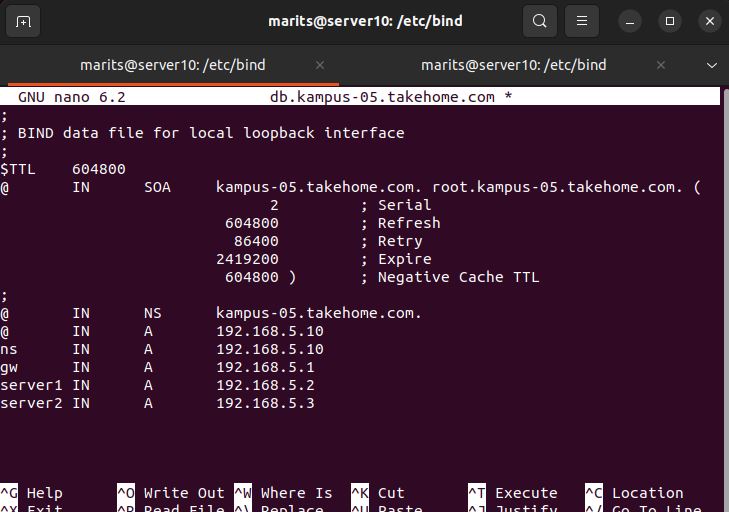 marits@server10: /etc/bind
marits@server10: /etc/bind × marits@server10: /etc/bind ×
GNU nano 6.2 db.kampus-05.takehome.com *
;
; BIND data file for local loopback interface
;
$TTL 604800
@ IN SOA kampus-05.takehome.com. root.kampus-05.takehome.com. (
2 ; Serial
604800 ; Refresh
86400 ; Retry
2419200 ; Expire
604800 ) ; Negative Cache TTL
;
@ IN NS kampus-05.takehome.com.
@ IN A 192.168.5.10
ns IN A 192.168.5.10
gw IN A 192.168.5.1
server1 IN A 192.168.5.2
server2 IN A 192.168.5.3
^G Help ^O Write Out ^W Where Is ^K Cut ^T Execute ^C Location
^X Exit ^R Read File ^\ Replace ^U Paste ^J Justify ^/ Go To Line